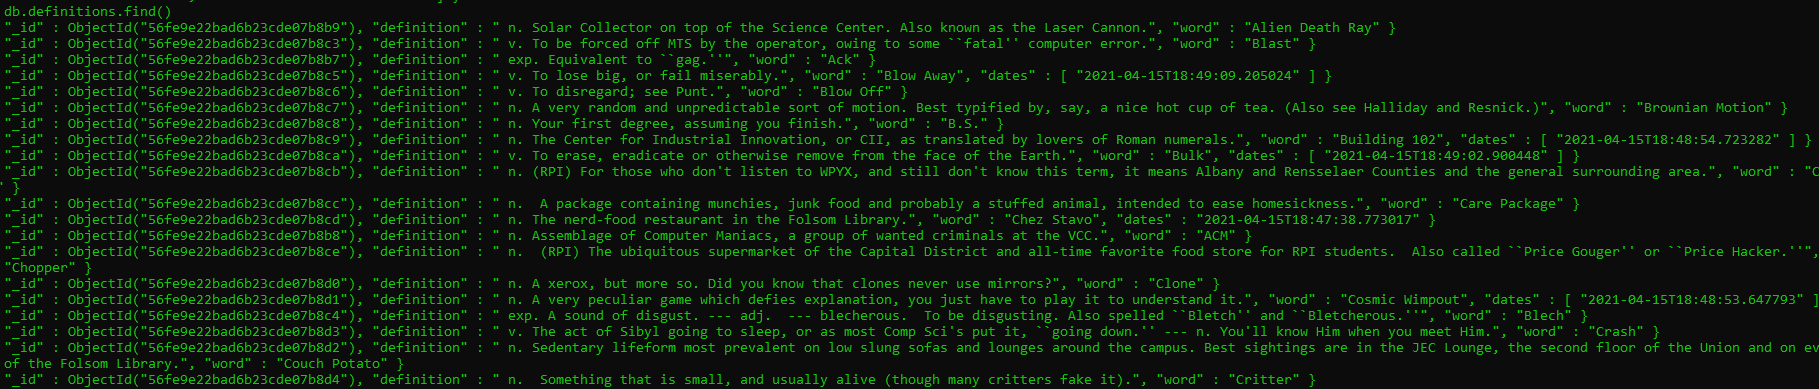 db.definitions.find()
"_id" : ObjectId("56fe9e22bad6b23cde07b8b9"), "definition" : " n. Solar Collector on top of the Science Center. Also known as the Laser Cannon.", "word" : "Alien Death Ray" }
"_id" : ObjectId("56fe9e22bad6b23cde07b8c3"), "definition" : " v. To be forced off MTS by the operator, owing to some ``fatal'' computer error.", "word" : "Blast" }
"_id" : ObjectId("56fe9e22bad6b23cde07b8b7"), "definition" : " exp. Equivalent to ``gag.''", "word" : "Ack" }
"_id" : ObjectId("56fe9e22bad6b23cde07b8c5"), "definition" : " v. To lose big, or fail miserably.", "word" : "Blow Away", "dates" : [ "2021-04-15T18:49:09.205024" ] }
"_id" : ObjectId("56fe9e22bad6b23cde07b8c6"), "definition" : " v. To disregard; see Punt.", "word" : "Blow Off" }
"_id" : ObjectId("56fe9e22bad6b23cde07b8c7"), "definition" : " n. A very random and unpredictable sort of motion. Best typified by, say, a nice hot cup of tea. (Also see Halliday and Resnick.)", "word" : "Brownian Motion" }
"_id" : ObjectId("56fe9e22bad6b23cde07b8c8"), "definition" : " n. Your first degree, assuming you finish.", "word" : "B.S." }
"_id" : ObjectId("56fe9e22bad6b23cde07b8c9"), "definition" : " n. The Center for Industrial Innovation, or CII, as translated by lovers of Roman numerals.", "word" : "Building 102", "dates" : [ "2021-04-15T18:48:54.723282" ] }
"_id" : ObjectId("56fe9e22bad6b23cde07b8ca"), "definition" : " v. To erase, eradicate or otherwise remove from the face of the Earth.", "word" : "Bulk", "dates" : [ "2021-04-15T18:49:02.900448" ] }
"_id" : ObjectId("56fe9e22bad6b23cde07b8cb"), "definition" : " n. (RPI) For those who don't listen to WPYX, and still don't know this term, it means Albany and Rensselaer Counties and the general surrounding area.", "word" : "C
" }
"_id" : ObjectId("56fe9e22bad6b23cde07b8cc"), "definition" : " n.  A package containing munchies, junk food and probably a stuffed animal, intended to ease homesickness.", "word" : "Care Package" }
"_id" : ObjectId("56fe9e22bad6b23cde07b8cd"), "definition" : " n. The nerd-food restaurant in the Folsom Library.", "word" : "Chez Stavo", "dates" : "2021-04-15T18:47:38.773017" }
"_id" : ObjectId("56fe9e22bad6b23cde07b8b8"), "definition" : " n. Assemblage of Computer Maniacs, a group of wanted criminals at the VCC.", "word" : "ACM" }
"_id" : ObjectId("56fe9e22bad6b23cde07b8ce"), "definition" : " n.  (RPI) The ubiquitous supermarket of the Capital District and all-time favorite food store for RPI students.  Also called ``Price Gouger'' or ``Price Hacker.''",
"Chopper" }
"_id" : ObjectId("56fe9e22bad6b23cde07b8d0"), "definition" : " n. A xerox, but more so. Did you know that clones never use mirrors?", "word" : "Clone" }
"_id" : ObjectId("56fe9e22bad6b23cde07b8d1"), "definition" : " n. A very peculiar game which defies explanation, you just have to play it to understand it.", "word" : "Cosmic Wimpout", "dates" : [ "2021-04-15T18:48:53.647793" ]
"_id" : ObjectId("56fe9e22bad6b23cde07b8c4"), "definition" : " exp. A sound of disgust. --- adj.   --- blecherous.  To be disgusting. Also spelled ``Bletch'' and ``Bletcherous.''", "word" : "Blech" }
"_id" : ObjectId("56fe9e22bad6b23cde07b8d3"), "definition" : " v. The act of Sibyl going to sleep, or as most Comp Sci's put it, ``going down.'' --- n. You'll know Him when you meet Him.", "word" : "Crash" }
"_id" : ObjectId("56fe9e22bad6b23cde07b8d2"), "definition" : " n. Sedentary lifeform most prevalent on low slung sofas and lounges around the campus. Best sightings are in the JEC Lounge, the second floor of the Union and on ev
of the Folsom Library.", "word" : "Couch Potato" }
"_id" : ObjectId("56fe9e22bad6b23cde07b8d4"), "definition" : " n.  Something that is small, and usually alive (though many critters fake it).", "word" : "Critter" }